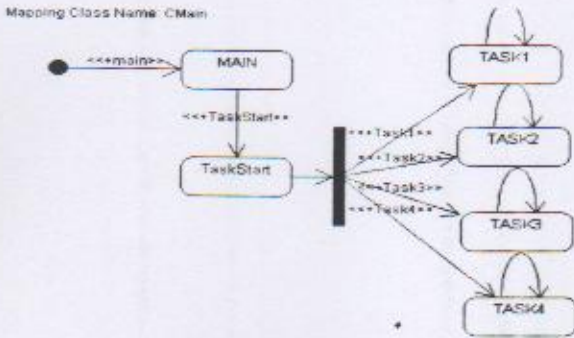 Mapping Class Name: CMain
<<+main>>
MAIN
<<+TaskStart>>
TaskStart
<<+Task1>>
<<+Task2>>
<<+Task3>>
<<+Task4>>
TASK1
TASK2
TASK3
TASK4